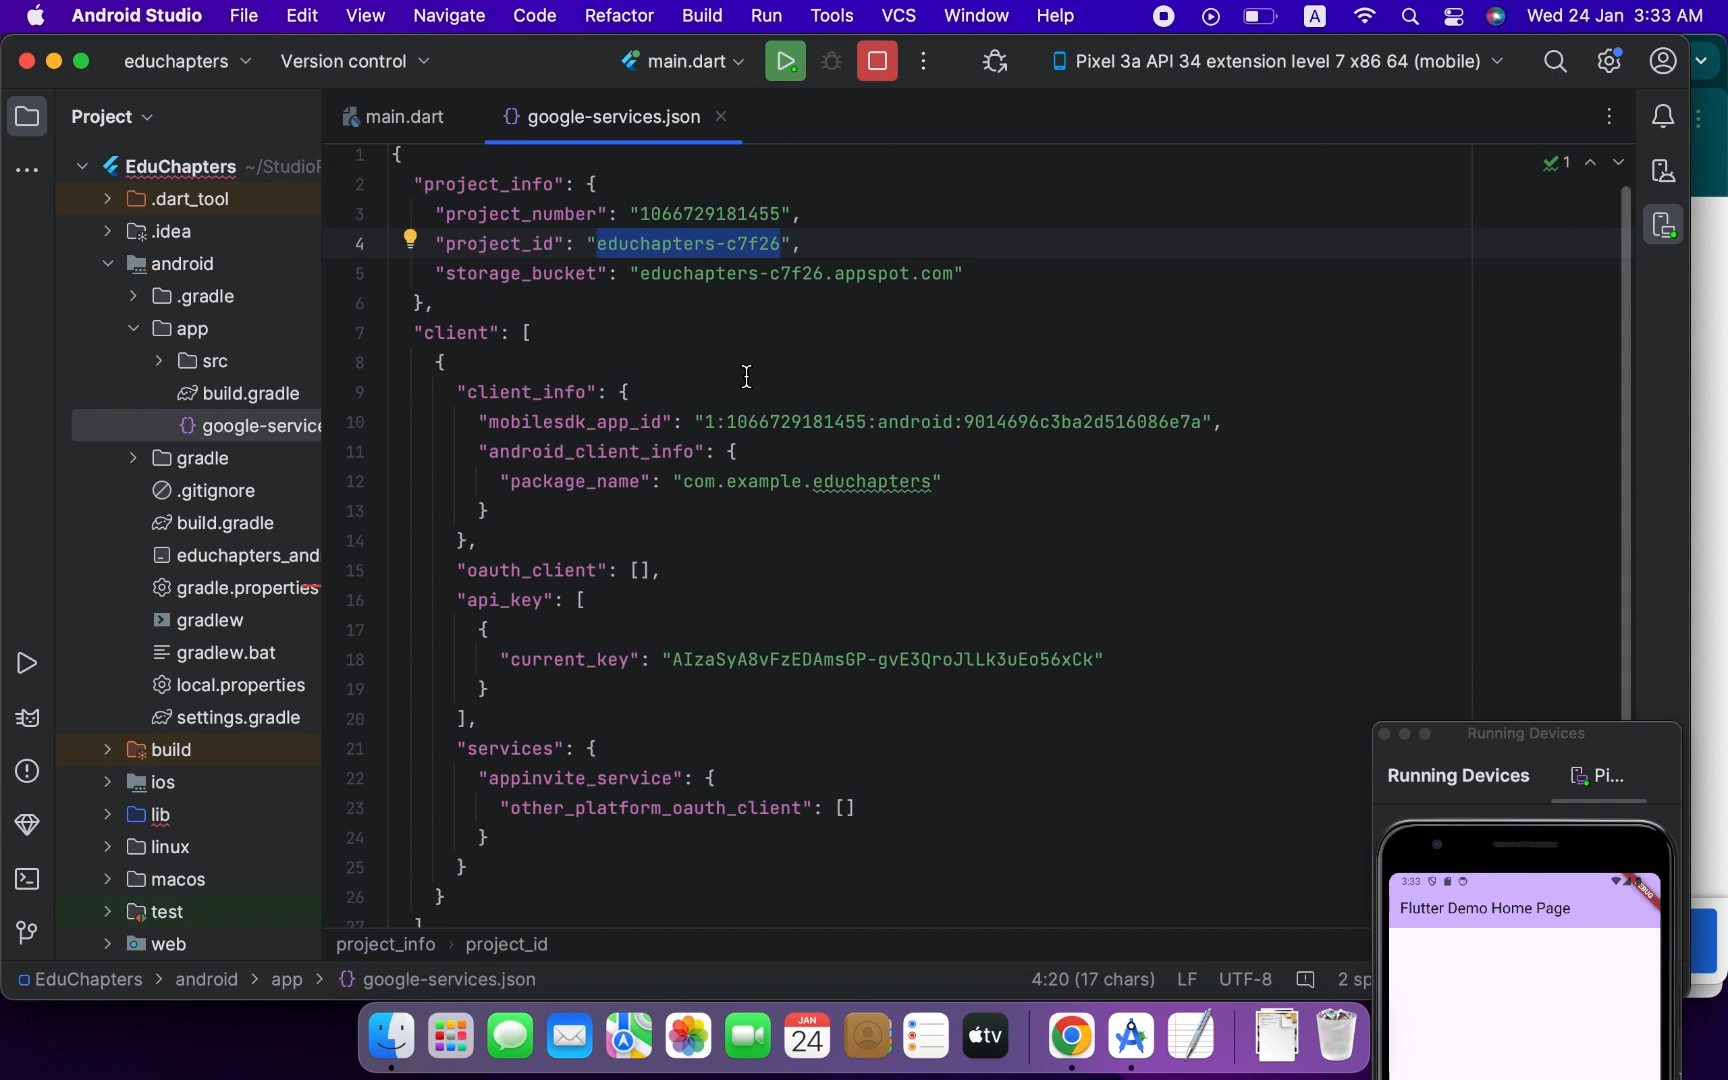 Android Studio File Edit View Navigate Code Refactor Build Run Tools VCS Window Help A Wed 24 Jan 3:33 AM
educhapters Version control main.dart Pixel 3a API 34 extension level 7 x86 64 (mobile)
Project
main.dart
google-services.json
EduChapters ~/Studio
.dart_tool
.idea
android
.gradle
app
src
build.gradle
google-service
gradle
.gitignore
build.gradle
educhapters_and
gradle.properties
gradlew
gradlew.bat
local.properties
settings.gradle
build
ios
lib
linux
macos
test
web
1 {
2 "project_info": {
3 "project_number": "1066729181455",
4 "project_id": "educhapters-c7f26",
5 "storage_bucket": "educhapters-c7f26.appspot.com"
6 },
7 "client": [
8 {
9 "client_info": {
10 "mobilesdk_app_id": "1:1066729181455:android:9014696c3ba2d516086e7a",
11 "android_client_info": {
12 "package_name": "com.example.educhapters"
13 }
14 },
15 "oauth_client": [],
16 "api_key": [
17 {
18 "current_key": "AIzaSyA8vFzEDAmsGP-gvE3QroJlLk3uEo56xCk"
19 }
20 ],
21 "services": {
22 "appinvite_service": {
23 "other_platform_oauth_client": []
24 }
25 }
26 }
27 ]
1
project_info project_id
EduChapters android app google-services.json
4:20 (17 chars) LF UTF-8 2 sp
Running Devices
Running Devices Pi...
3:33
Flutter Demo Home Page
JAN
24
tv